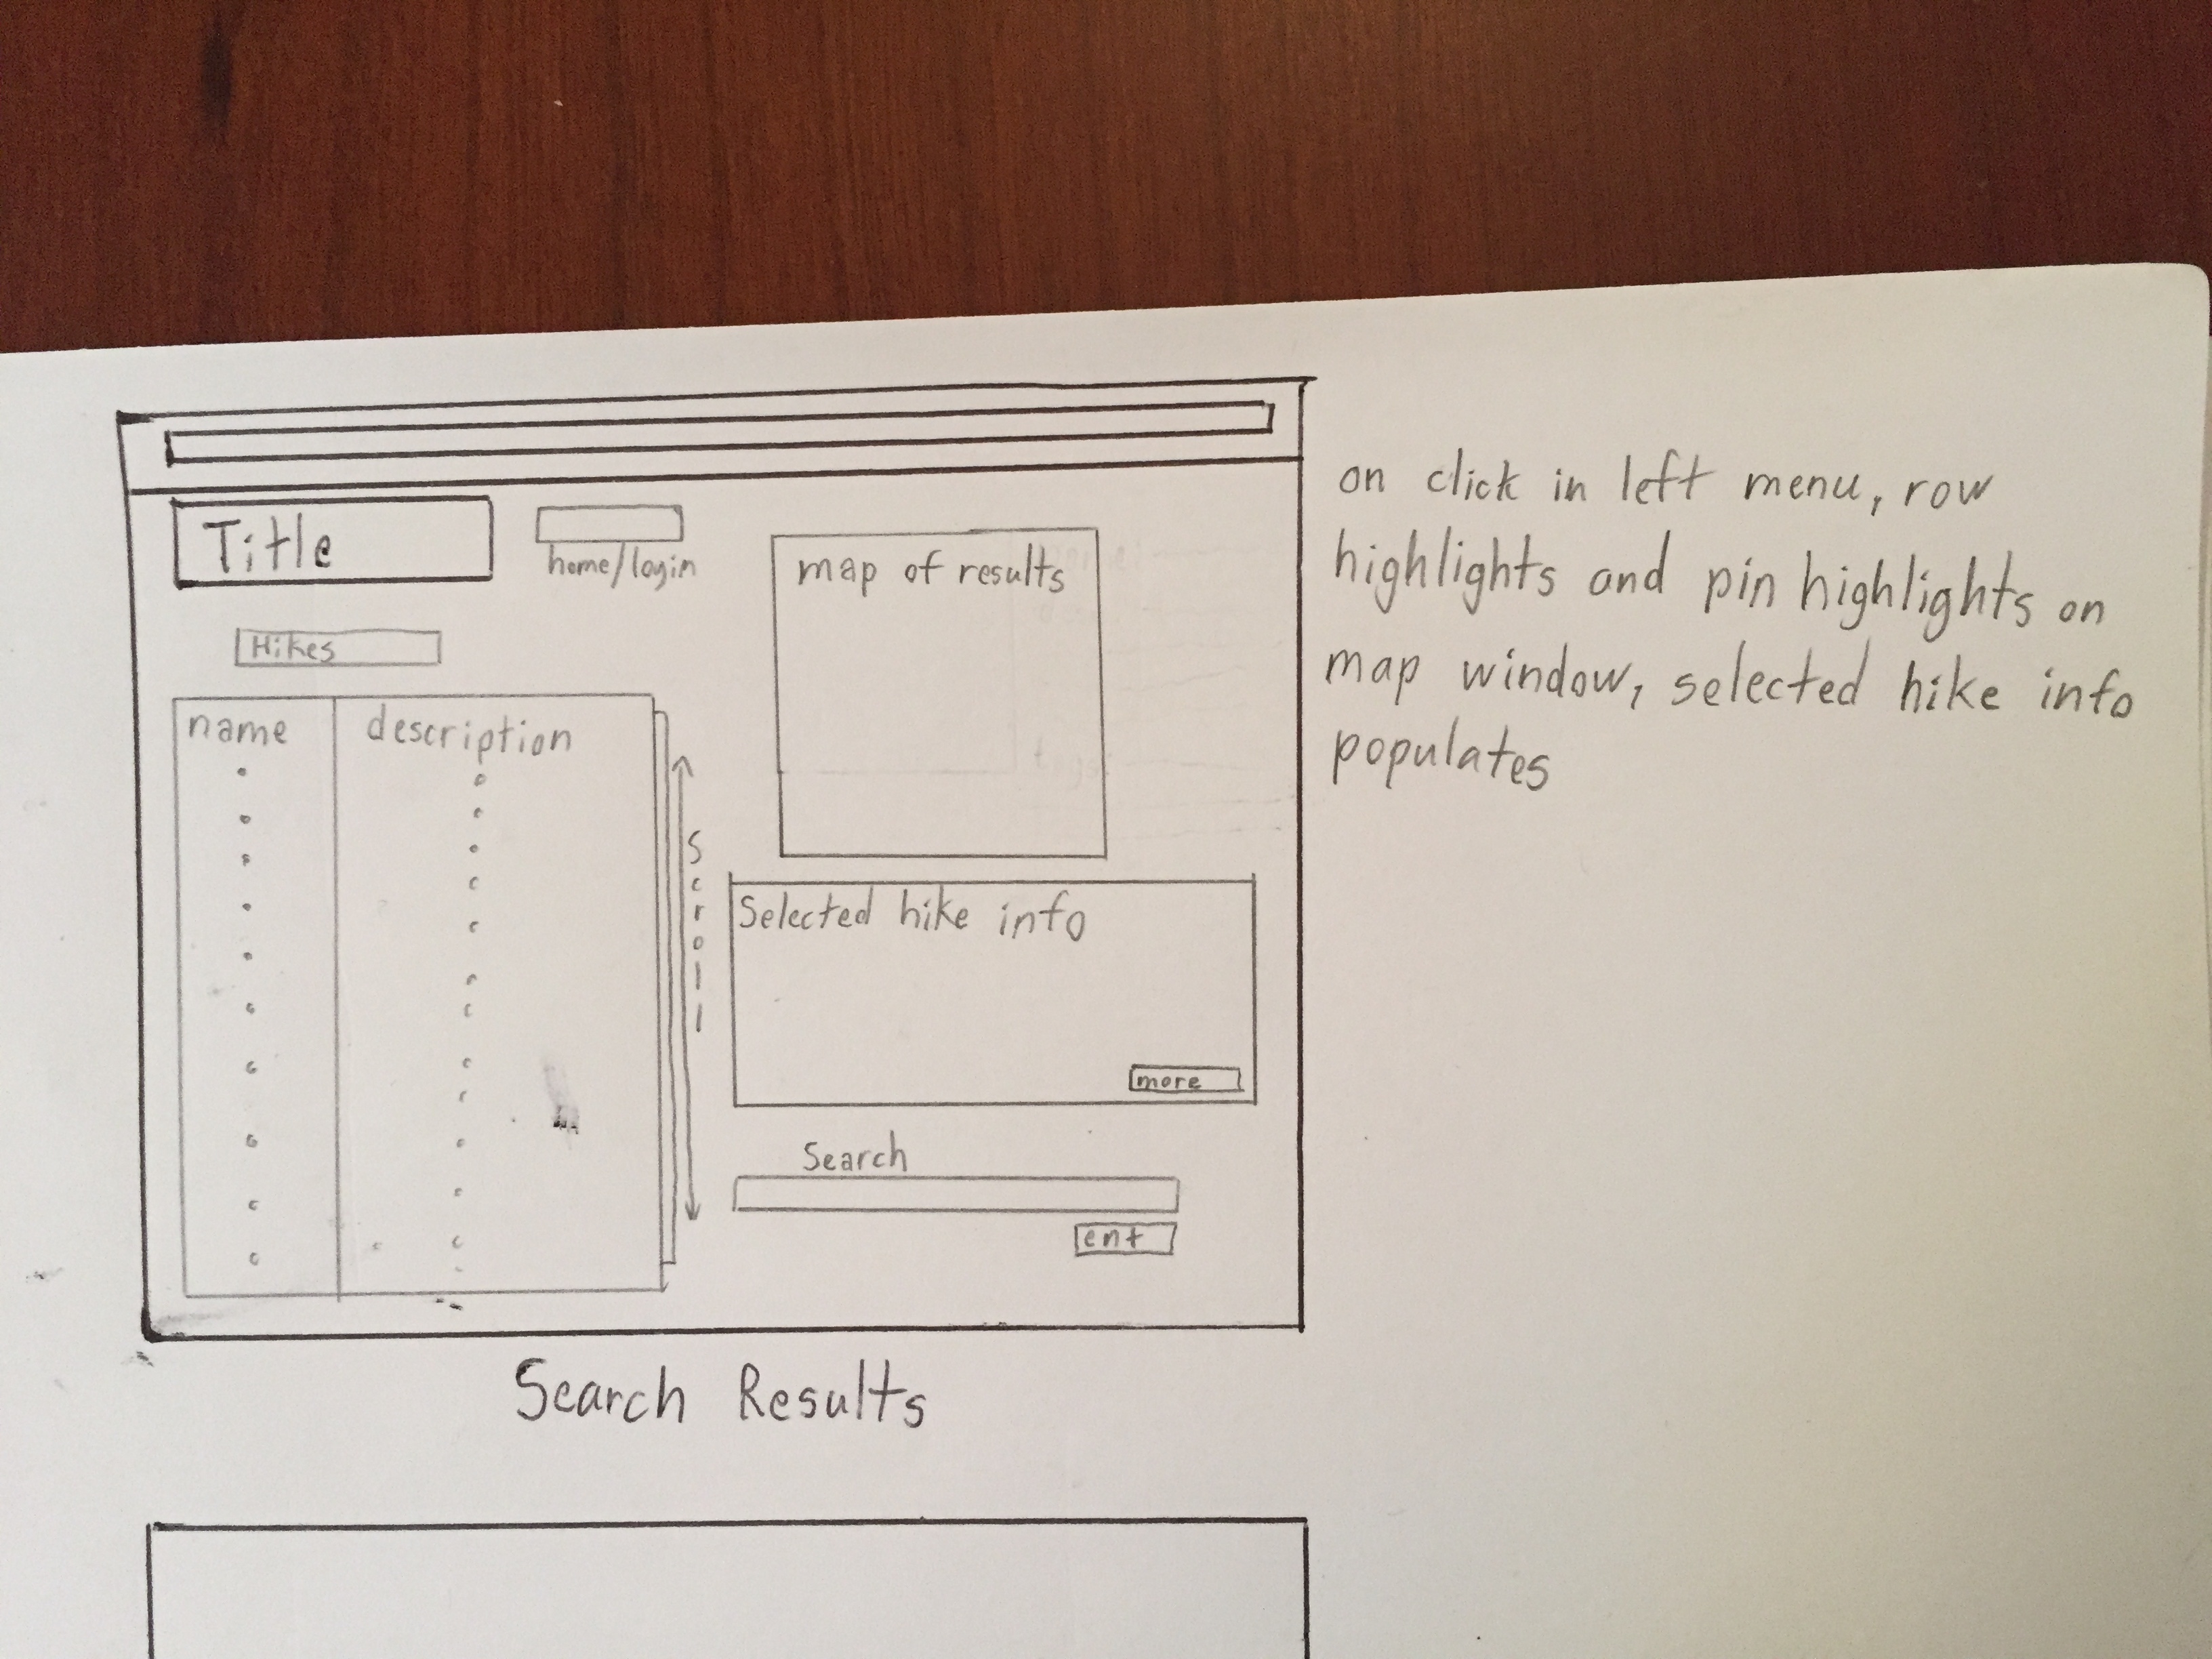 Title
home/login
map of results
Hikes
name
description
Scroll
Selected hike info
more
Search
ent
Search Results
on click in left menu, row
highlights and pin highlights on
map window, selected hike info
populates